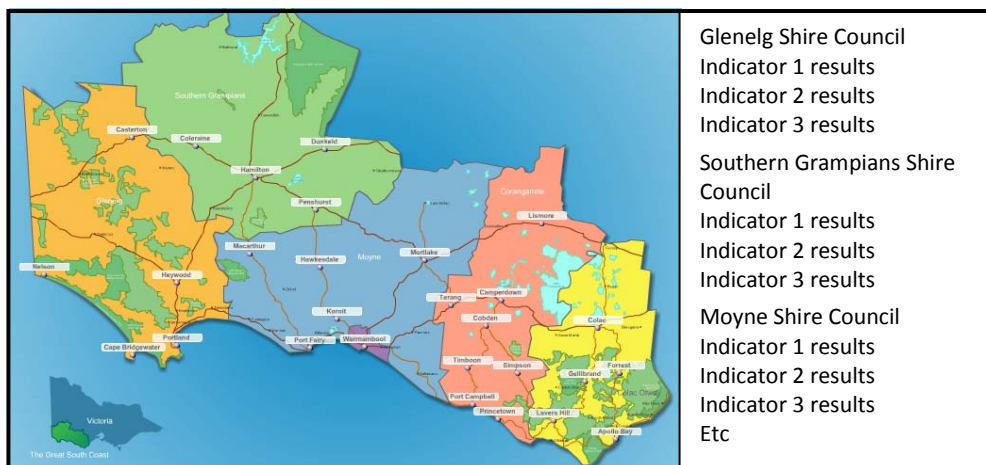 Southern Grampians
Casterton
Coleraine
Dunkeld
Hamilton
Glenelg
Penshurst
Corangamite
Lismore
Macarthur
Hawkesdale
Moyne
Mortlake
Nelson
Heywood
Terang
Camperdown
Koroit
Cobden
Colac
Portland
Cape Bridgewater
Port Fairy
Warrnambool
Timboon
Simpson
Forrest
Gellibrand
Colac Otway
Port Campbell
Princetown
Lavers Hill
Apollo Bay
Victoria
The Great South Coast
Glenelg Shire Council
Indicator 1 results
Indicator 2 results
Indicator 3 results
Southern Grampians Shire
Council
Indicator 1 results
Indicator 2 results
Indicator 3 results
Moyne Shire Council
Indicator 1 results
Indicator 2 results
Indicator 3 results
Etc